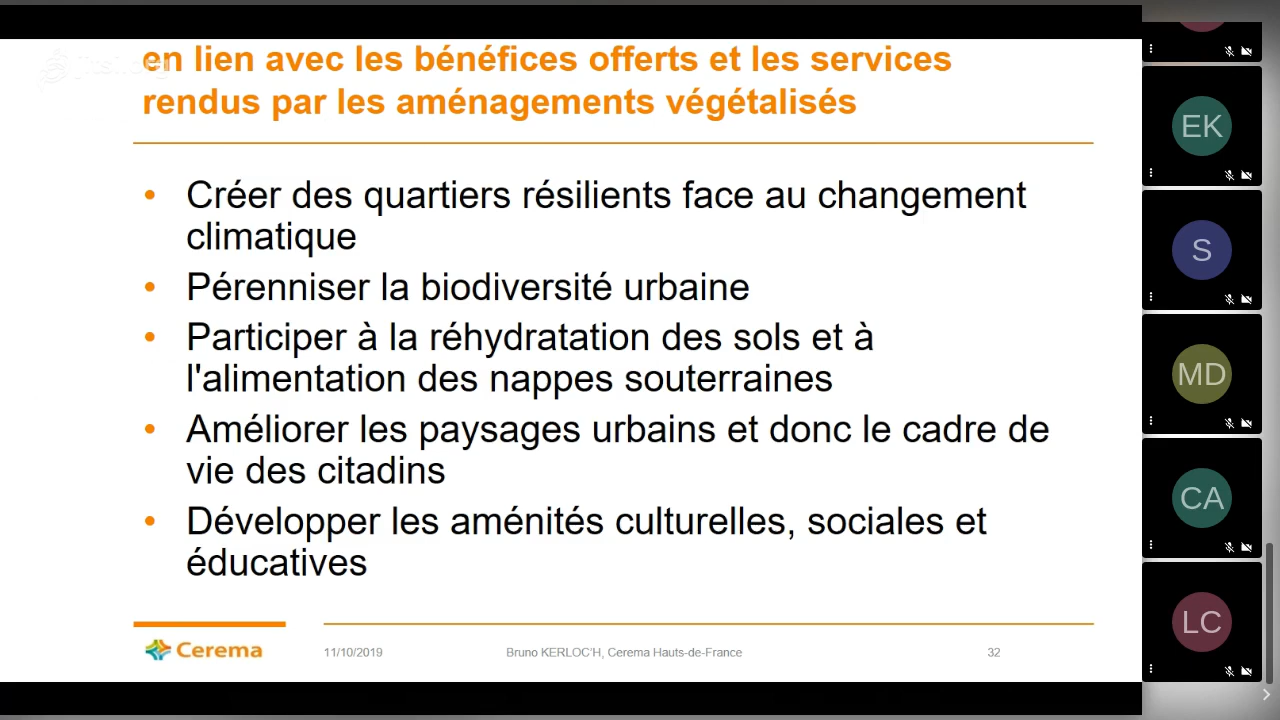 jitsi.org
en lien avec les bénéfices offerts et les services
rendus par les aménagements végétalisés
• Créer des quartiers résilients face au changement
climatique
• Pérenniser la biodiversité urbaine
• Participer à la réhydratation des sols et à
l'alimentation des nappes souterraines
• Améliorer les paysages urbains et donc le cadre de
vie des citadins
• Développer les aménités culturelles, sociales et
éducatives
Cerema
11/10/2019
Bruno KERLOC'H, Cerema Hauts-de-France
32
EK
S
MD
CA
LC